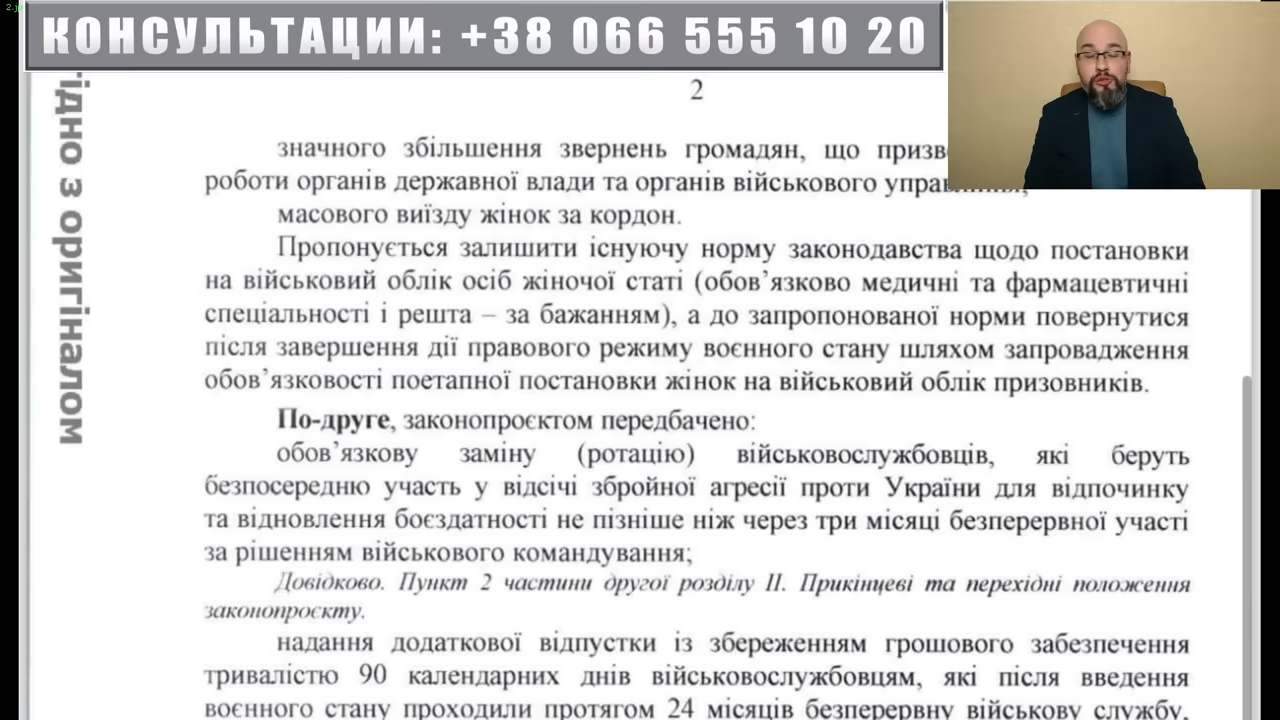 2.jp
КОНСУЛЬТАЦИИ: +38 066 555 10 20
ідно з оригіналом
2
значного збільшення звернень громадян, що
роботи органів державної влади та органів військового
масового виїзду жінок за кордон.
Пропонується залишити існуючу норму законодавства щодо постановки
на військовий облік осіб жіночої статі (обов’язково медичні та фармацевтичні
спеціальності і решта – за бажанням), а до запропонованої норми повернутися
після завершення дії правового режиму воєнного стану шляхом запровадження
обов’язковості поетапної постановки жінок на військовий облік призовників.
По-друге, законопроєктом передбачено:
обов’язкову заміну (ротацію) військовослужбовців, які беруть
безпосередню участь у відсічі збройної агресії проти України для відпочинку
та відновлення боєздатності не пізніше ніж через три місяці безперервної участі
за рішенням військового командування;
Довідково. Пункт 2 частини другої розділу II. Прикінцеві та перехідні положення
законопроєкту.
надання додаткової відпустки із збереженням грошового забезпечення
тривалістю 90 календарних днів військовослужбовцям, які після введення
воєнного стану проходили протягом 24 місяців безперервну військову службу,